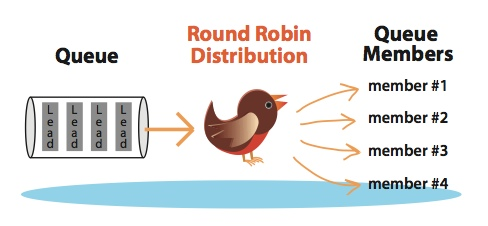 Queue
Round Robin
Distribution
Queue
Members
Lead
Lead
Lead
Lead
member #1
member #2
member #3
member #4